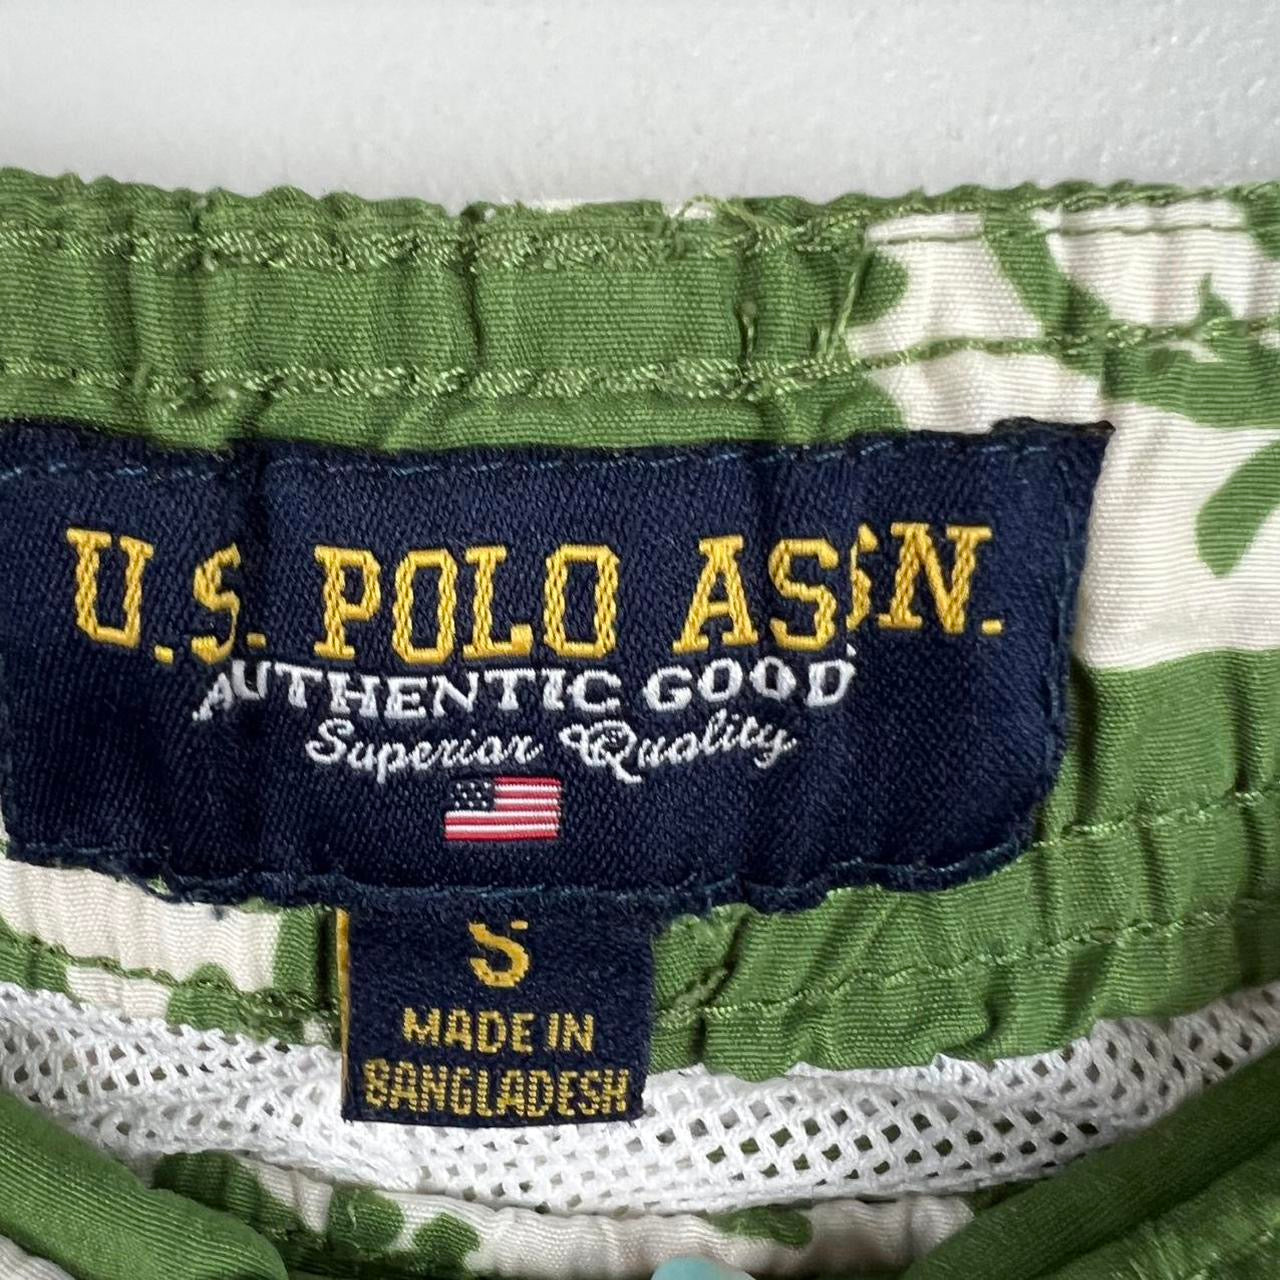 U.S. POLO ASSN.
AUTHENTIC GOOD
Superior Quality
S
MADE IN
BANGLADESH